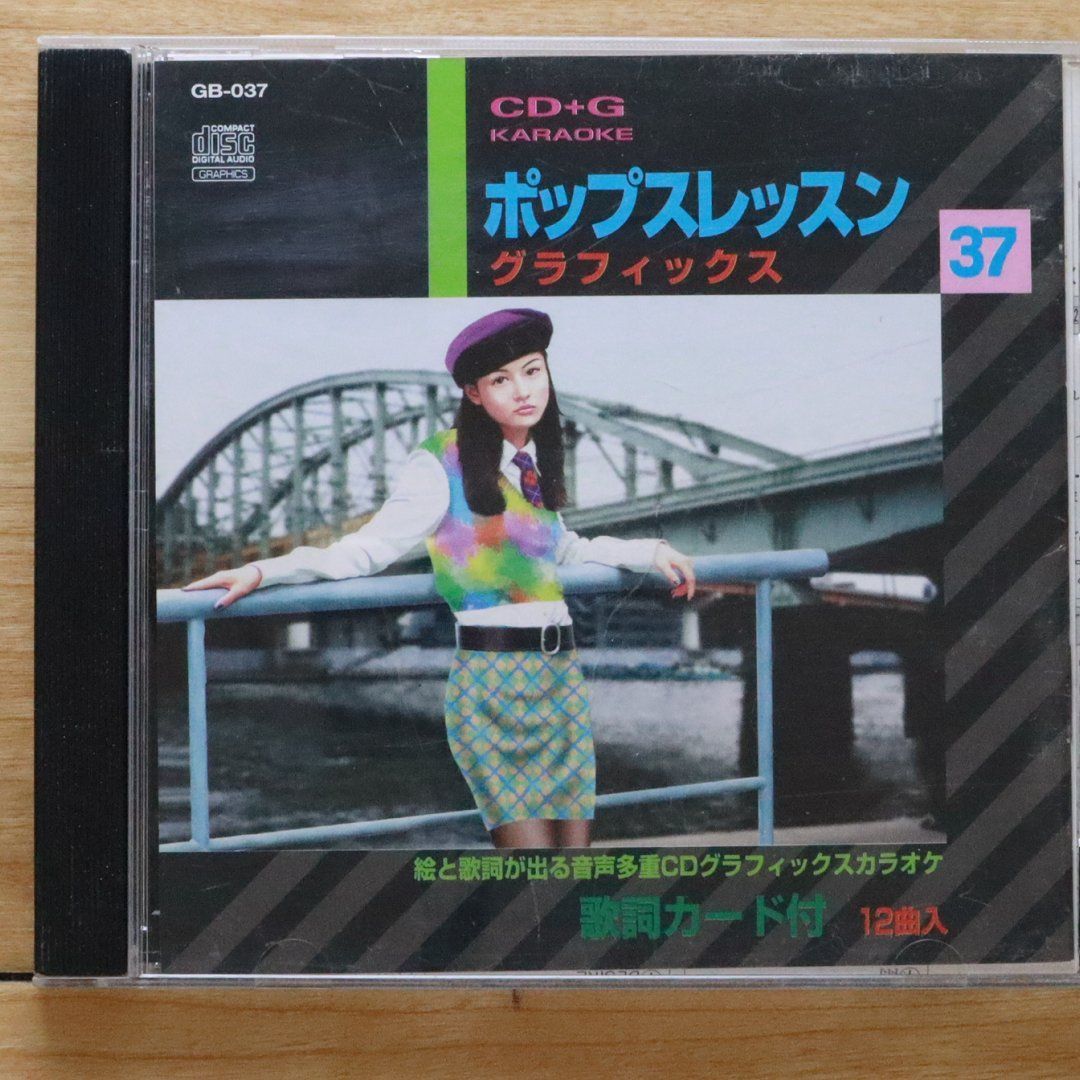 GB-037
COMPACT
disc
DIGITAL AUDIO
GRAPHICS
CD+G
KARAOKE
ポップスレッスン
グラフィックス
37
絵と歌詞が出る音声多重CDグラフィックスカラオケ
歌詞カード付 12曲入